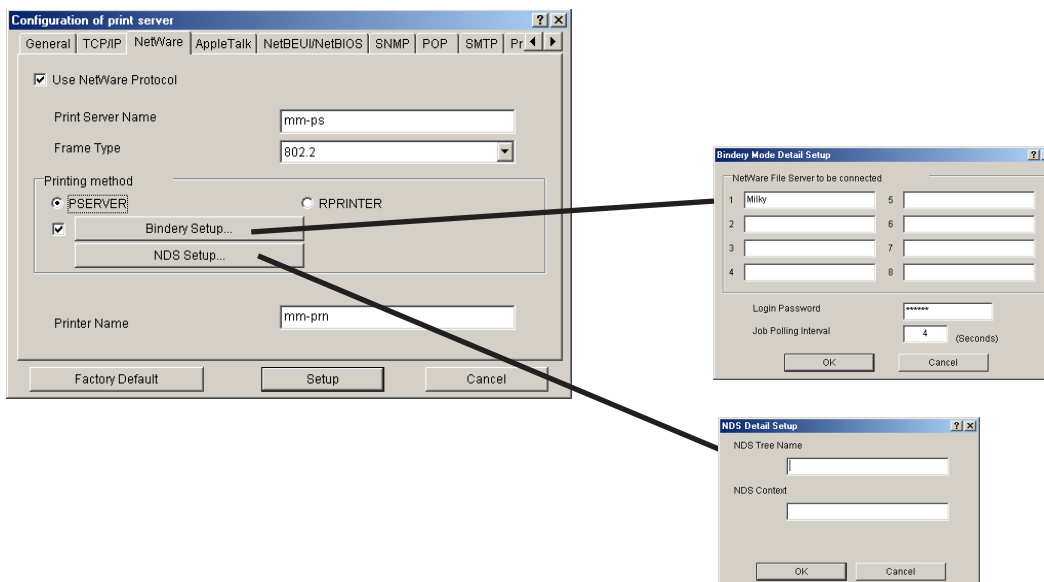 Configuration of print server
General TCP/IP NetWare AppleTalk NetBEUI/NetBIOS SNMP POP SMTP Pr
Use NetWare Protocol
Print Server Name mm-ps
Frame Type 802.2
Printing method
PSERVER RPRINTER
Bindery Setup...
NDS Setup...
Printer Name mm-prn
Factory Default Setup Cancel
Bindery Mode Detail Setup
NetWare File Server to be connected
1 Milky 5
2 6
3 7
4 8
Login Password ******
Job Polling Interval 4 (Seconds)
OK Cancel
NDS Detail Setup
NDS Tree Name
NDS Context
OK Cancel